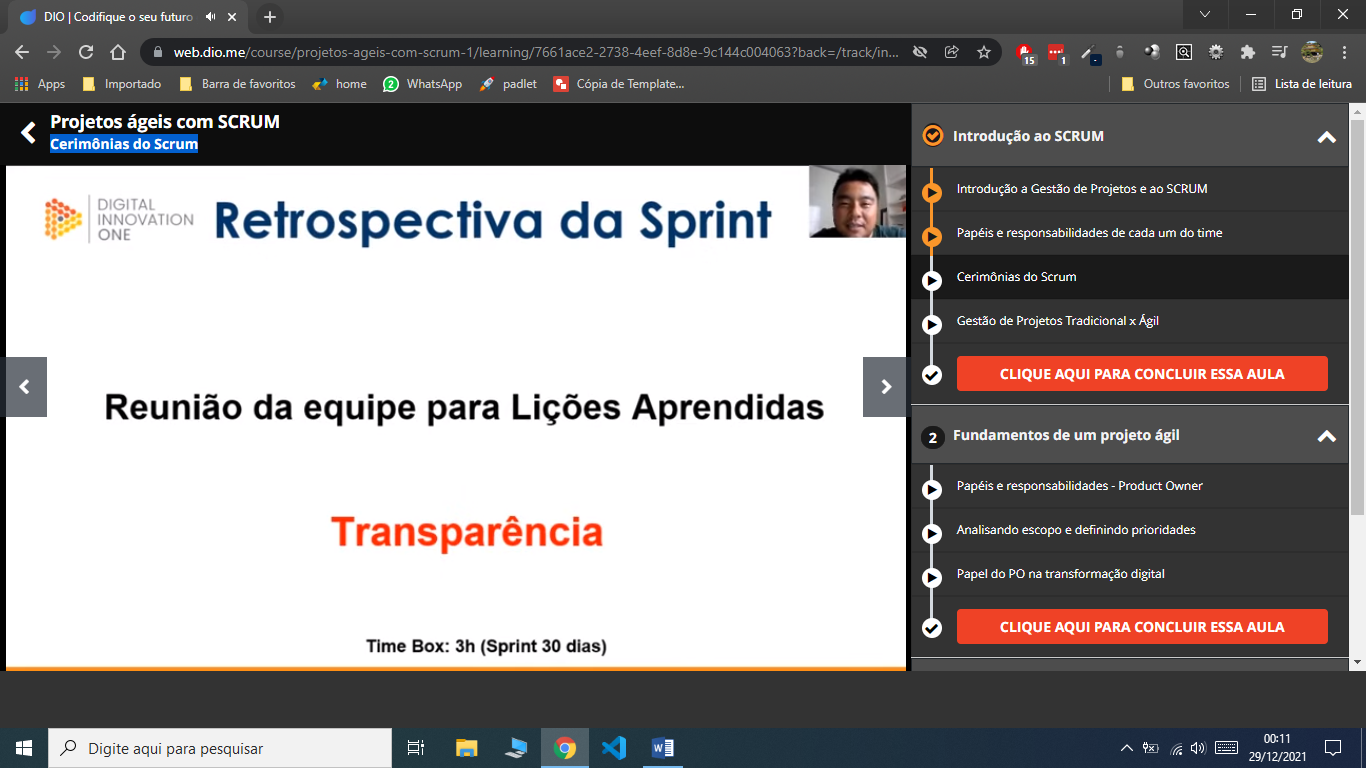 DIO | Codifique o seu futuro
web.dio.me/course/projetos-ageis-com-scrum-1/learning/7661ace2-2738-4eef-8d8e-9c144c004063?back=/track/in...
15
1
Apps
Importado
Barra de favoritos
home
2
WhatsApp
padlet
Cópia de Template...
Outros favoritos
Lista de leitura
Projetos ágeis com SCRUM
Cerimônias do Scrum
DIGITAL
INNOVATION
ONE
Retrospectiva da Sprint
Reunião da equipe para Lições Aprendidas
Transparência
Time Box: 3h (Sprint 30 dias)
Introdução ao SCRUM
Introdução a Gestão de Projetos e ao SCRUM
Papéis e responsabilidades de cada um do time
Cerimônias do Scrum
Gestão de Projetos Tradicional x Ágil
CLIQUE AQUI PARA CONCLUIR ESSA AULA
2
Fundamentos de um projeto ágil
Papéis e responsabilidades - Product Owner
Analisando escopo e definindo prioridades
Papel do PO na transformação digital
CLIQUE AQUI PARA CONCLUIR ESSA AULA
Digite aqui para pesquisar
00:11
29/12/2021